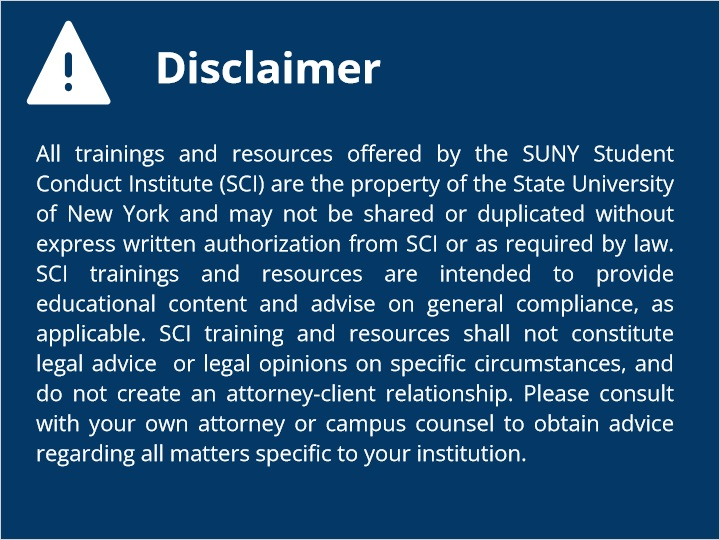 Disclaimer
All trainings and resources offered by the SUNY Student
Conduct Institute (SCI) are the property of the State University
of New York and may not be shared or duplicated without
express written authorization from SCI or as required by law.
SCI trainings and resources are intended to provide
educational content and advise on general compliance, as
applicable. SCI training and resources shall not constitute
legal advice or legal opinions on specific circumstances, and
do not create an attorney-client relationship. Please consult
with your own attorney or campus counsel to obtain advice
regarding all matters specific to your institution.